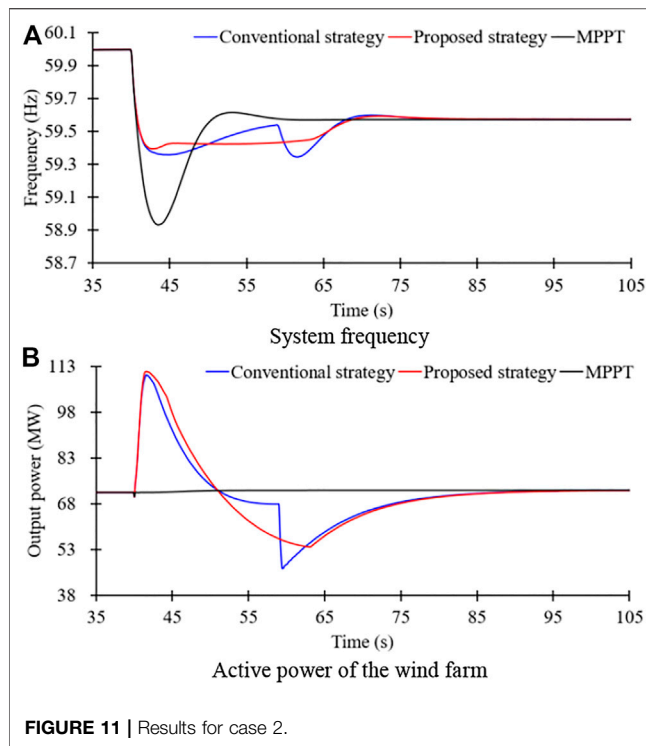 A
Conventional strategy Proposed strategy MPPT
Frequency (Hz)
60.1
59.9
59.7
59.5
59.3
59.1
58.9
58.7
35 45 55 65 75 85 95 105
Time (s)
System frequency
B
Conventional strategy Proposed strategy MPPT
Output power (MW)
113
98
83
68
53
38
35 45 55 65 75 85 95 105
Time (s)
Active power of the wind farm
FIGURE 11 | Results for case 2.